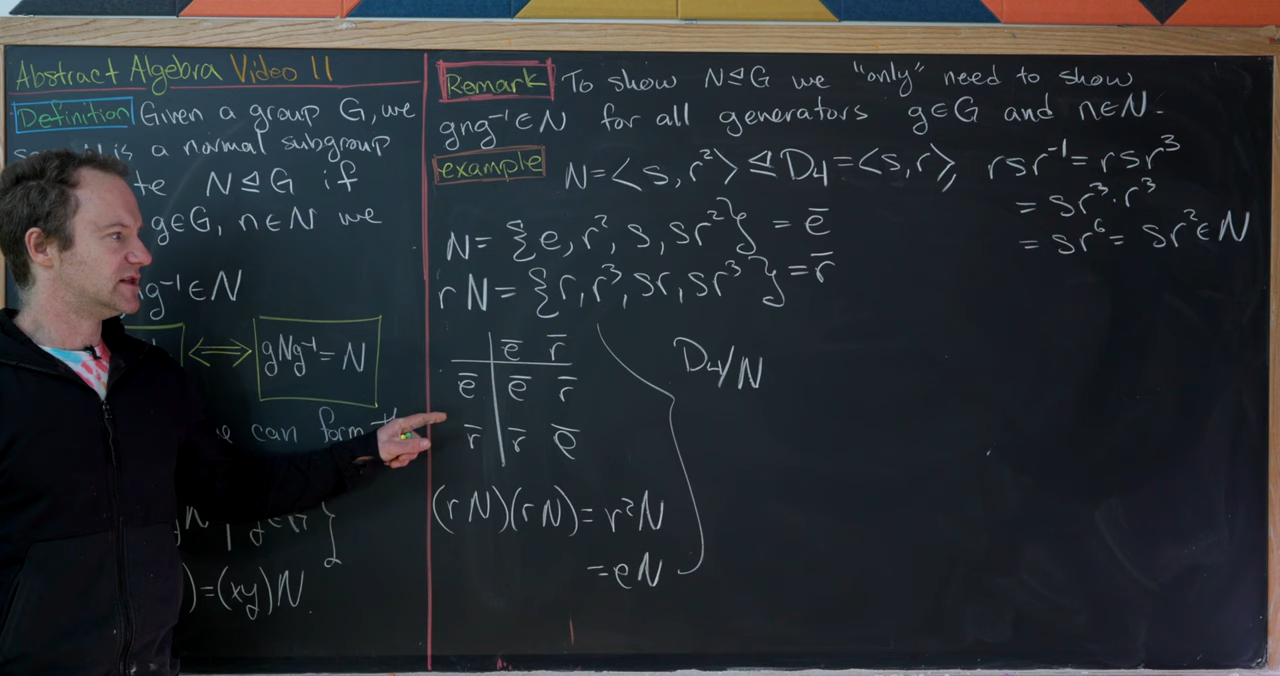 Abstract Algebra Video 11
Definition Given a group G, we
N is a normal subgroup
N⊴G if
g∈G, n∈N we
g⁻¹∈N
⟺ gNg⁻¹ = N
we can form
}
)=(xy)N.
Remark To show N⊴G we "only" need to show
gng⁻¹∈N for all generators g∈G and n∈N.
example N=<s,r²>⊴D₄=<s,r>, rsr⁻¹=rsr³
= sr³·r³
= sr⁶= sr²∈N
N= {e,r²,s,sr²} = e̅
rN= {r,r³,sr,sr³} = r̅
e̅ r̅
e̅ e̅ r̅
r̅ r̅ e̅
D₄/N
(rN)(rN)= r²N
=eN